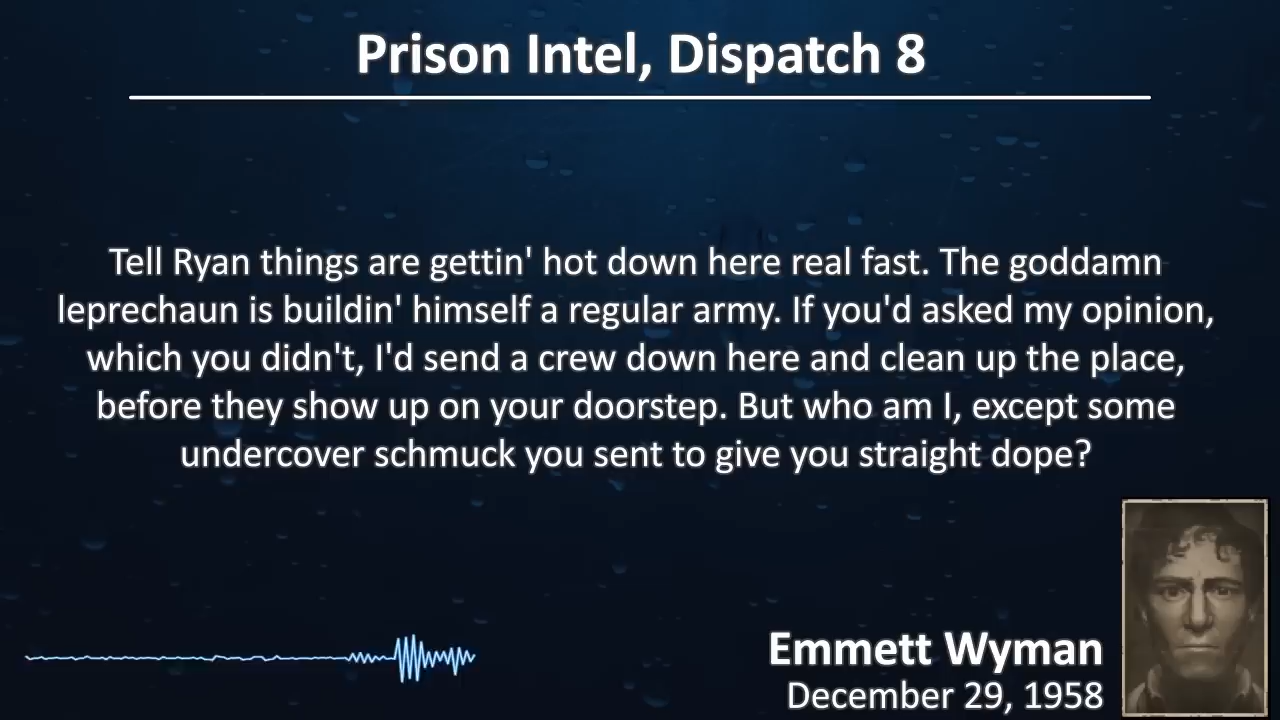 Prison Intel, Dispatch 8
Tell Ryan things are gettin' hot down here real fast. The goddamn
leprechaun is buildin' himself a regular army. If you'd asked my opinion,
which you didn't, I'd send a crew down here and clean up the place,
before they show up on your doorstep. But who am I, except some
undercover schmuck you sent to give you straight dope?
Emmett Wyman
December 29, 1958